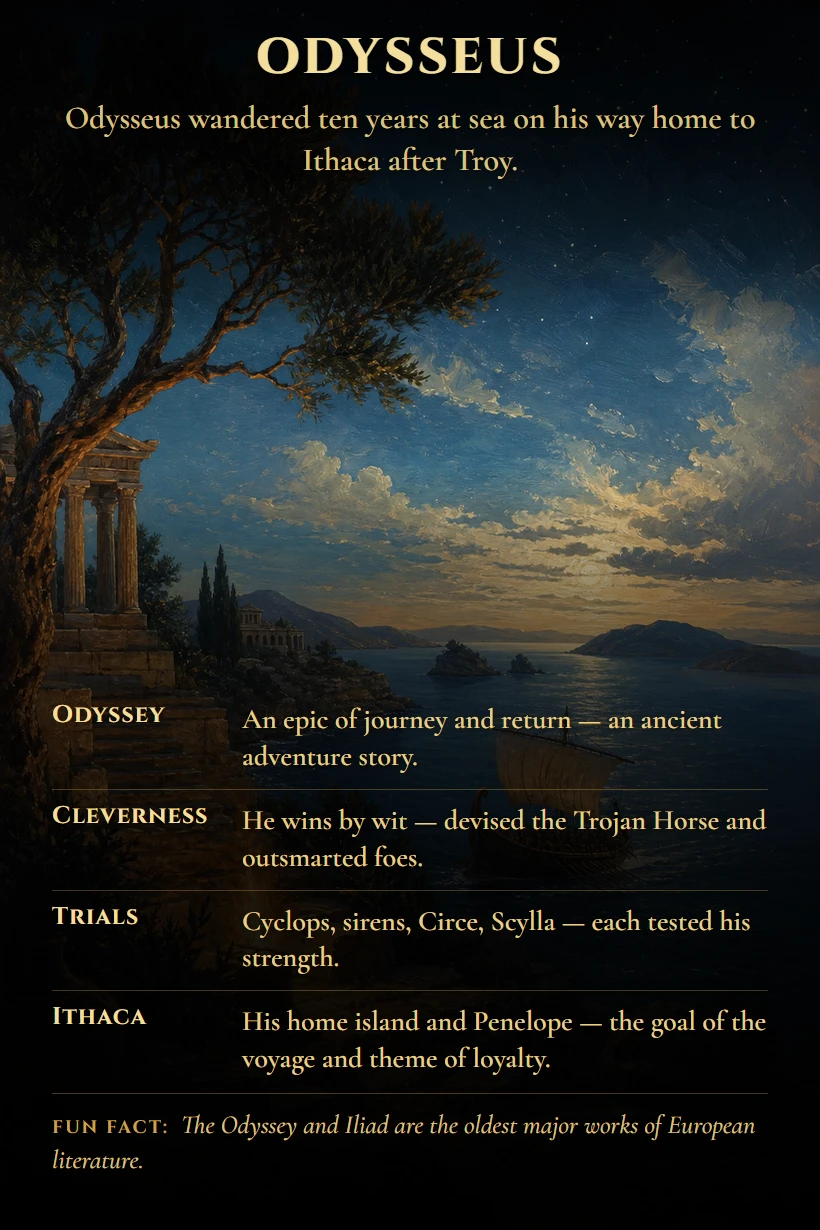 ODYSSEUS
Odysseus wandered ten years at sea on his way home to
Ithaca after Troy.
ODYSSEY
An epic of journey and return — an ancient
adventure story.
CLEVERNESS
He wins by wit — devised the Trojan Horse and
outsmarted foes.
TRIALS
Cyclops, sirens, Circe, Scylla — each tested his
strength.
ITHACA
His home island and Penelope — the goal of the
voyage and theme of loyalty.
FUN FACT: The Odyssey and Iliad are the oldest major works of European
literature.